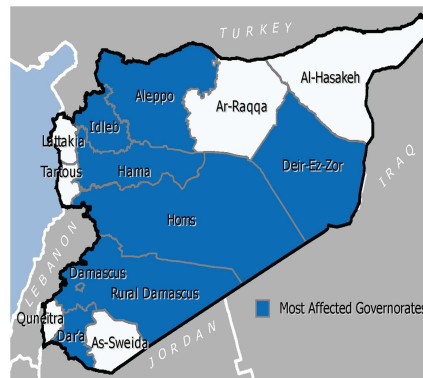 TURKEY
Al-Hasakeh
Aleppo
Ar-Raqqa
Idleb
Lattakia
Tartous
Hama
Deir-Ez-Zor
IRAQ
Homs
LEBANON
Damascus
Rural Damascus
Quneitra
Dar'a
As-Sweida
JORDAN
Most Affected Governorates